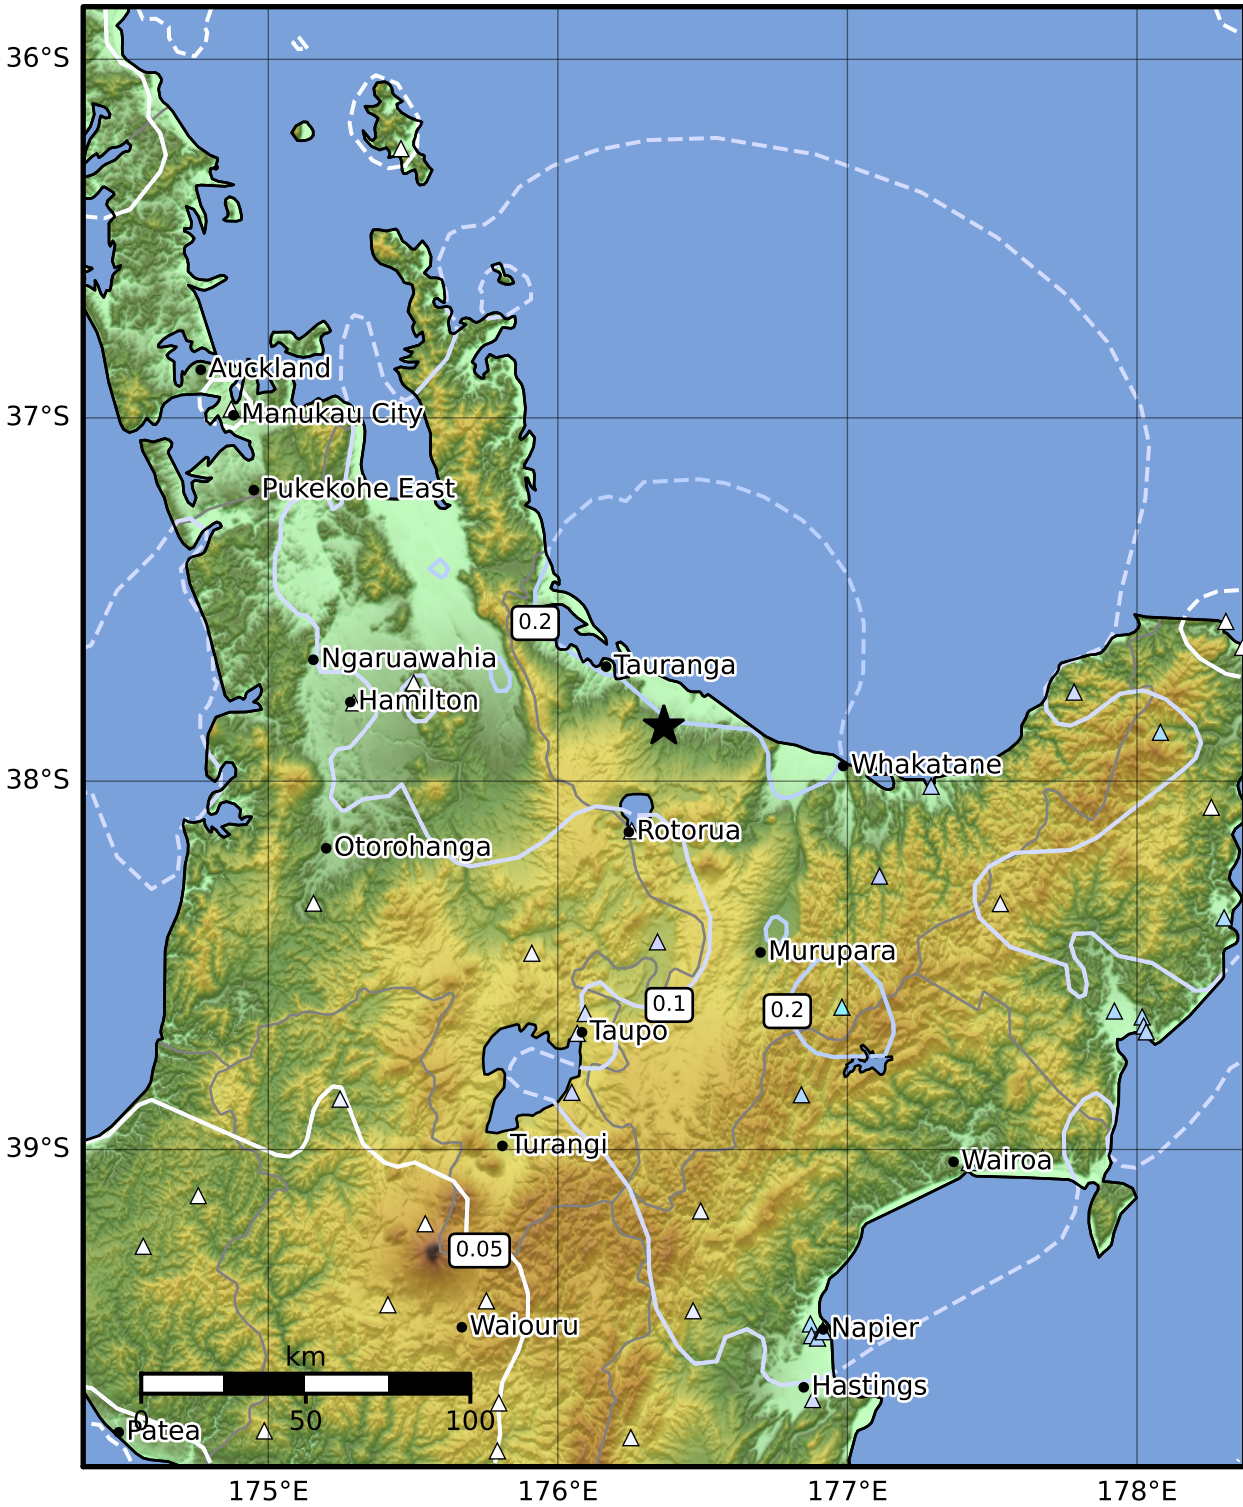 36°S
Auckland
37°S
Manukau City
Pukekohe East
0.2
Ngaruawahia
Tauranga
Hamilton
38°S
Whakatane
Rotorua
Otorohanga
Murupara
0.1
0.2
Taupo
39°S
Turangi
Wairoa
0.05
Waiouru
Napier
km
Hastings
0 50 100
Patea
175°E 176°E 177°E 178°E